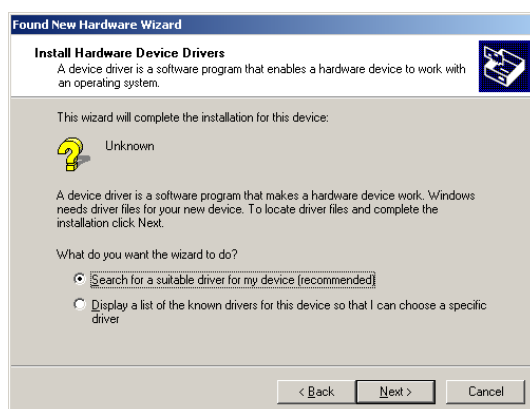 Found New Hardware Wizard
Install Hardware Device Drivers
A device driver is a software program that enables a hardware device to work with
an operating system.
This wizard will complete the installation for this device:
Unknown
A device driver is a software program that makes a hardware device work. Windows
needs driver files for your new device. To locate driver files and complete the
installation click Next.
What do you want the wizard to do?
Search for a suitable driver for my device (recommended)
Display a list of the known drivers for this device so that I can choose a specific
driver
< Back Next > Cancel